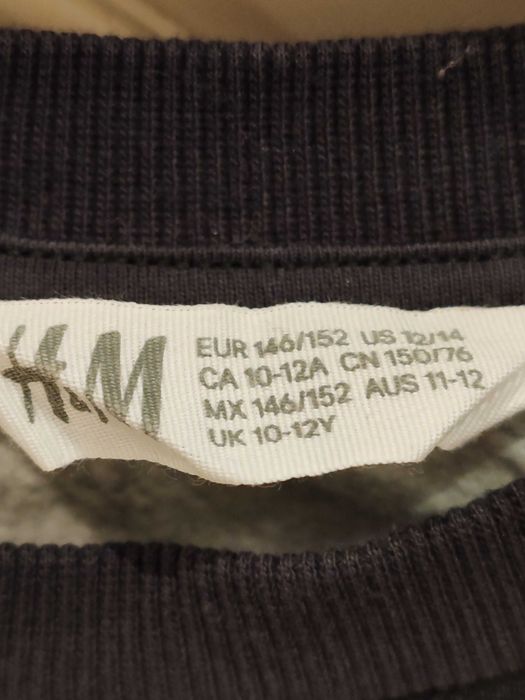 H&M
EUR 146/152 US 12/14
CA 10-12A CN 150/76
MX 146/152 AUS 11-12
UK 10-12Y